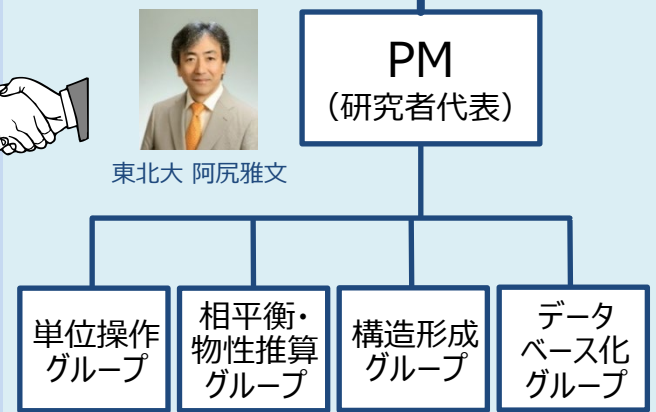 PM
（研究者代表）
東北大 阿尻雅文
単位操作
グループ
相平衡・
物性推算
グループ
構造形成
グループ
データ
ベース化
グループ